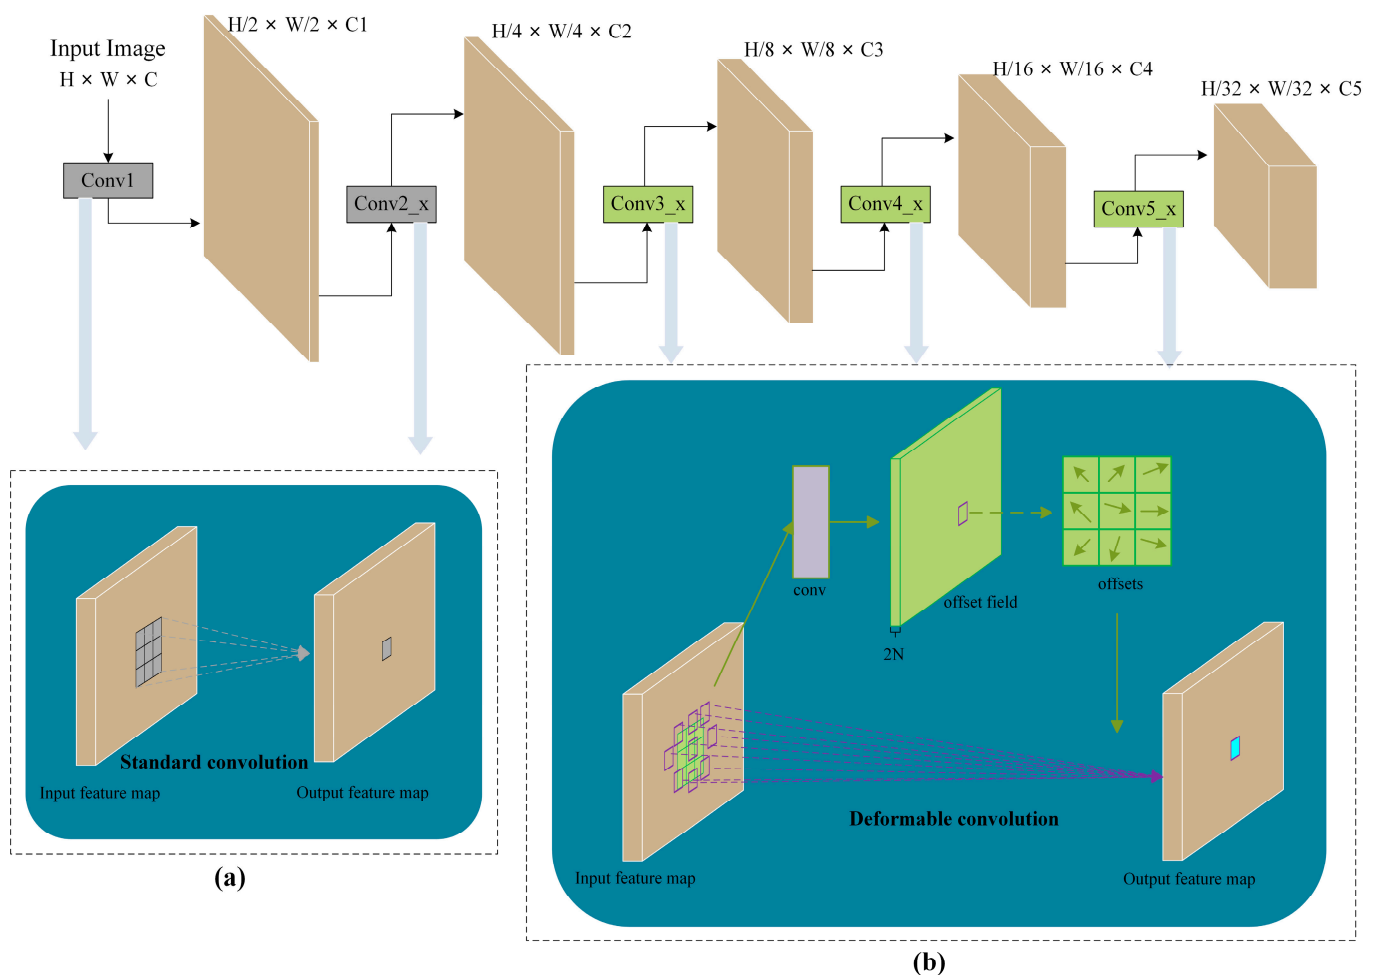 Input Image
H × W × C
H/2 × W/2 × C1
H/4 × W/4 × C2
H/8 × W/8 × C3
H/16 × W/16 × C4
H/32 × W/32 × C5
Conv1
Conv2_x
Conv3_x
Conv4_x
Conv5_x
Standard convolution
Input feature map
Output feature map
(a)
conv
offset field
offsets
2N
Deformable convolution
Input feature map
Output feature map
(b)